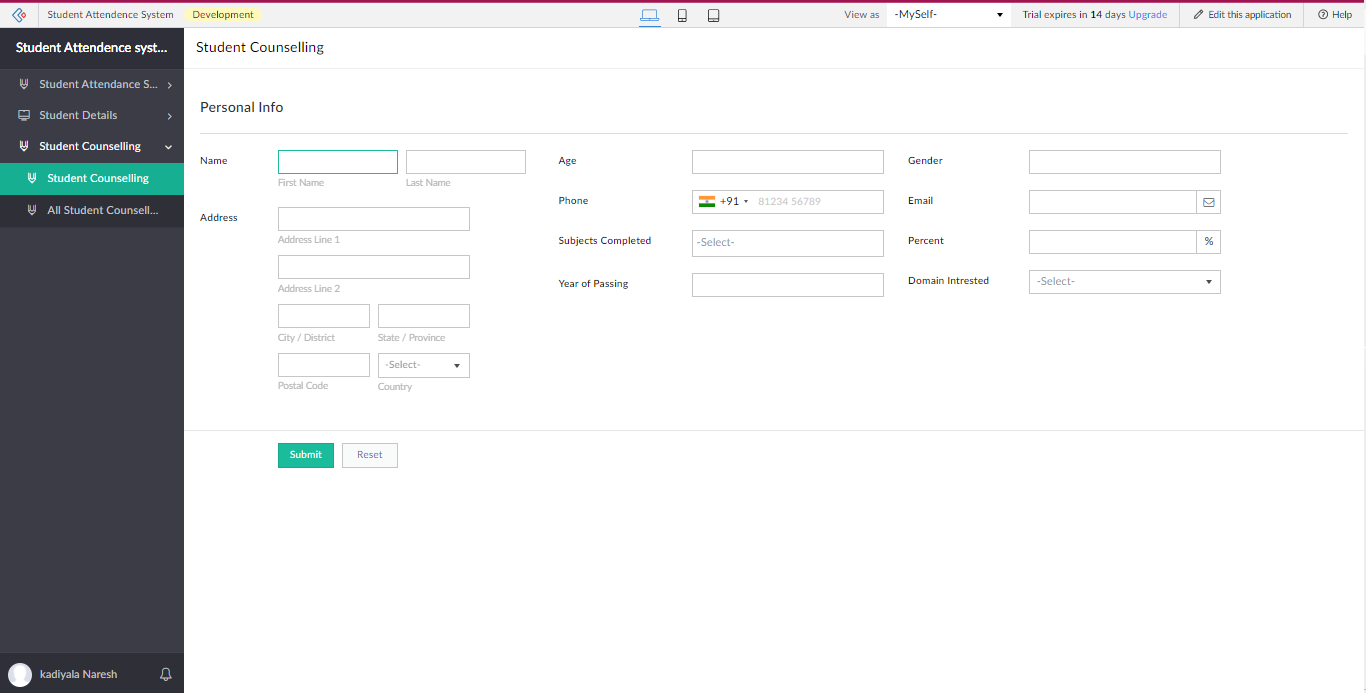 Student Attendence System Development View as -MySelf- Trial expires in 14 days Upgrade Edit this application Help
Student Attendence syst...
Student Attendance S...
Student Details
Student Counselling
Student Counselling
All Student Counsell...
kadiyala Naresh
Student Counselling
Personal Info
Name
First Name Last Name
Address
Address Line 1
Address Line 2
City / District State / Province
-Select-
Postal Code Country
Age
Phone +91 81234 56789
Subjects Completed -Select-
Year of Passing
Gender
Email
Percent %
Domain Intrested -Select-
Submit Reset